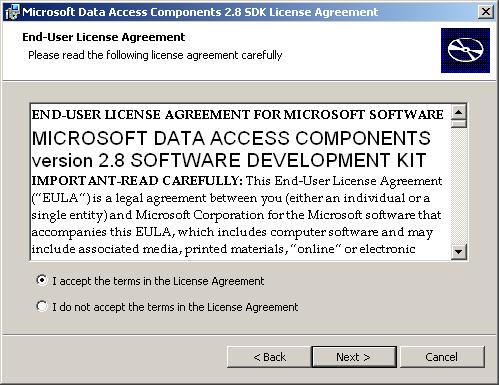 Microsoft Data Access Components 2.8 SDK License Agreement
End-User License Agreement
Please read the following license agreement carefully
END-USER LICENSE AGREEMENT FOR MICROSOFT SOFTWARE
MICROSOFT DATA ACCESS COMPONENTS
version 2.8 SOFTWARE DEVELOPMENT KIT
IMPORTANT-READ CAREFULLY: This End-User License Agreement
("EULA") is a legal agreement between you (either an individual or a
single entity) and Microsoft Corporation for the Microsoft software that
accompanies this EULA, which includes computer software and may
include associated media, printed materials, "online" or electronic
I accept the terms in the License Agreement
I do not accept the terms in the License Agreement
< Back
Next >
Cancel